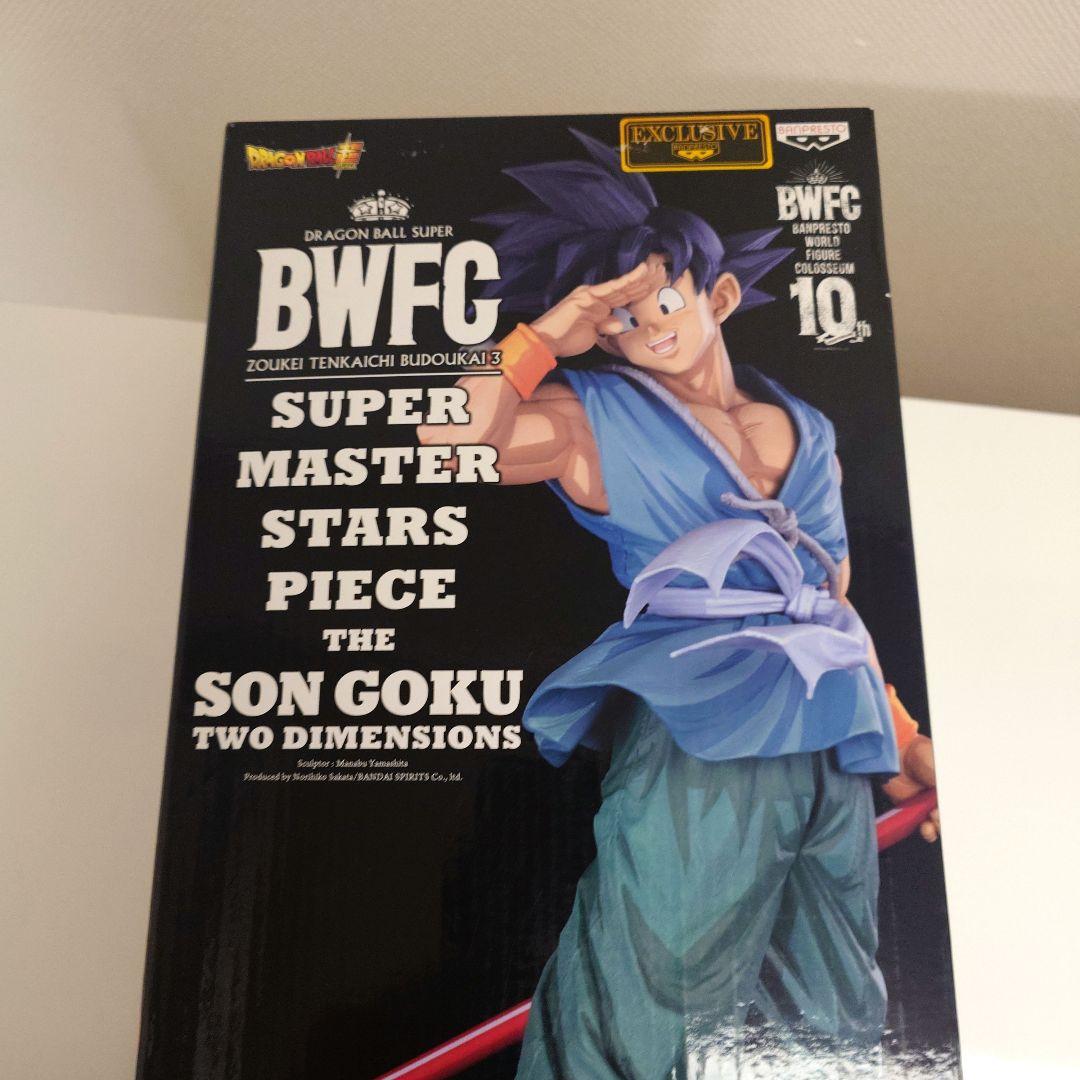 DRAGON BALL SUPER
DRAGON BALL SUPER
BWFC
ZOUKEI TENKAICHI BUDOUKAI 3
SUPER
MASTER
STARS
PIECE
THE
SON GOKU
TWO DIMENSIONS
Sculptor : Manabu Yamashita
Produced by Norihiko Sakata/BANDAI SPIRITS Co., ltd.
EXCLUSIVE
BANPRESTO
BANPRESTO
BWFC
BANPRESTO
WORLD
FIGURE
COLOSSEUM
10th